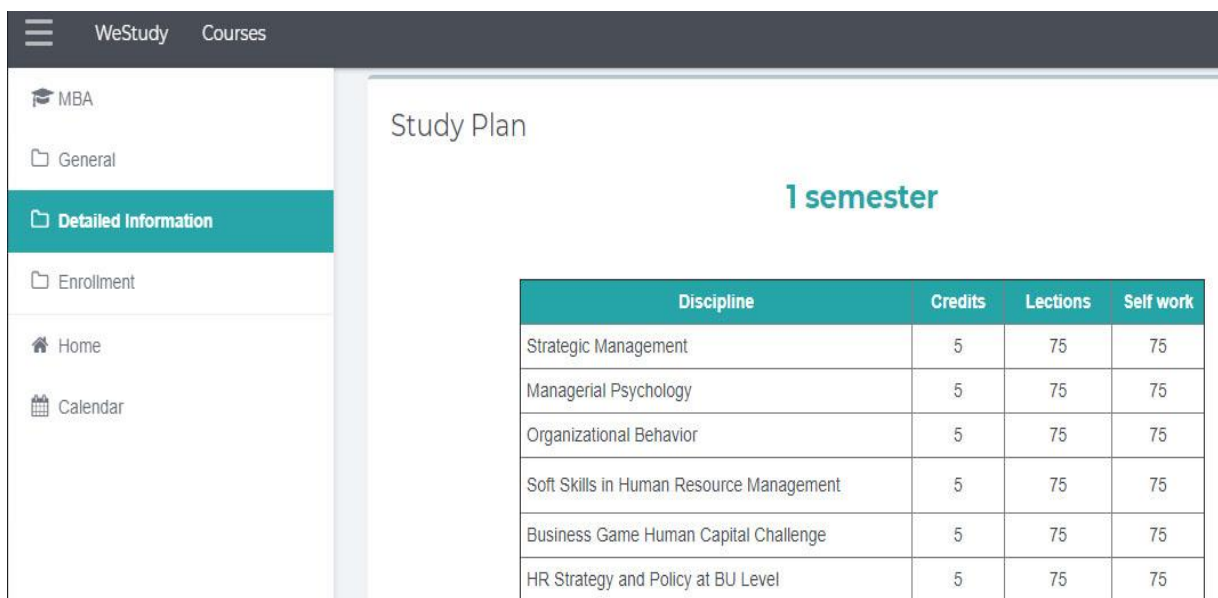 WeStudy Courses
MBA
General
Detailed Information
Enrollment
Home
Calendar
Study Plan
1 semester
Discipline Credits Lections Self work
Strategic Management 5 75 75
Managerial Psychology 5 75 75
Organizational Behavior 5 75 75
Soft Skills in Human Resource Management 5 75 75
Business Game Human Capital Challenge 5 75 75
HR Strategy and Policy at BU Level 5 75 75